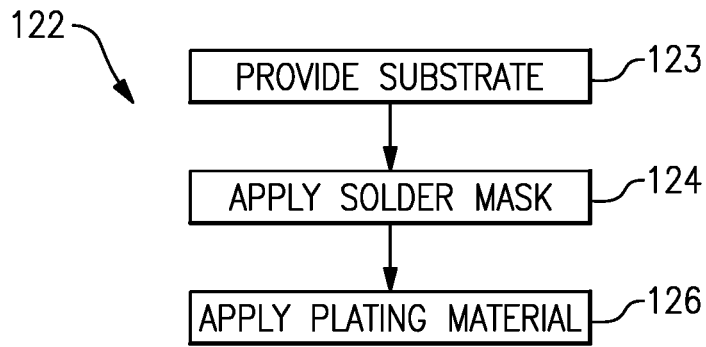 122
PROVIDE SUBSTRATE
123
APPLY SOLDER MASK
124
APPLY PLATING MATERIAL
126